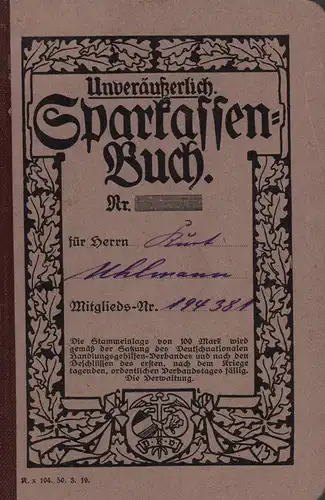 Unveräußerlich.
Sparkassen=
Buch.
Nr.
für Herrn Kurt
Uhlmann
Mitglieds-Nr. 194381
Die Stammeinlage von 100 Mark wird
gemäß der Satzung des Deutschnationalen
Handlungsgehilfen-Verbandes und nach den
Beschlüssen des ersten, nach dem Kriege
tagenden, ordentlichen Verbandstages fällig.
Die Verwaltung.
D.H.V.
K. x 104. 30. 3. 19.